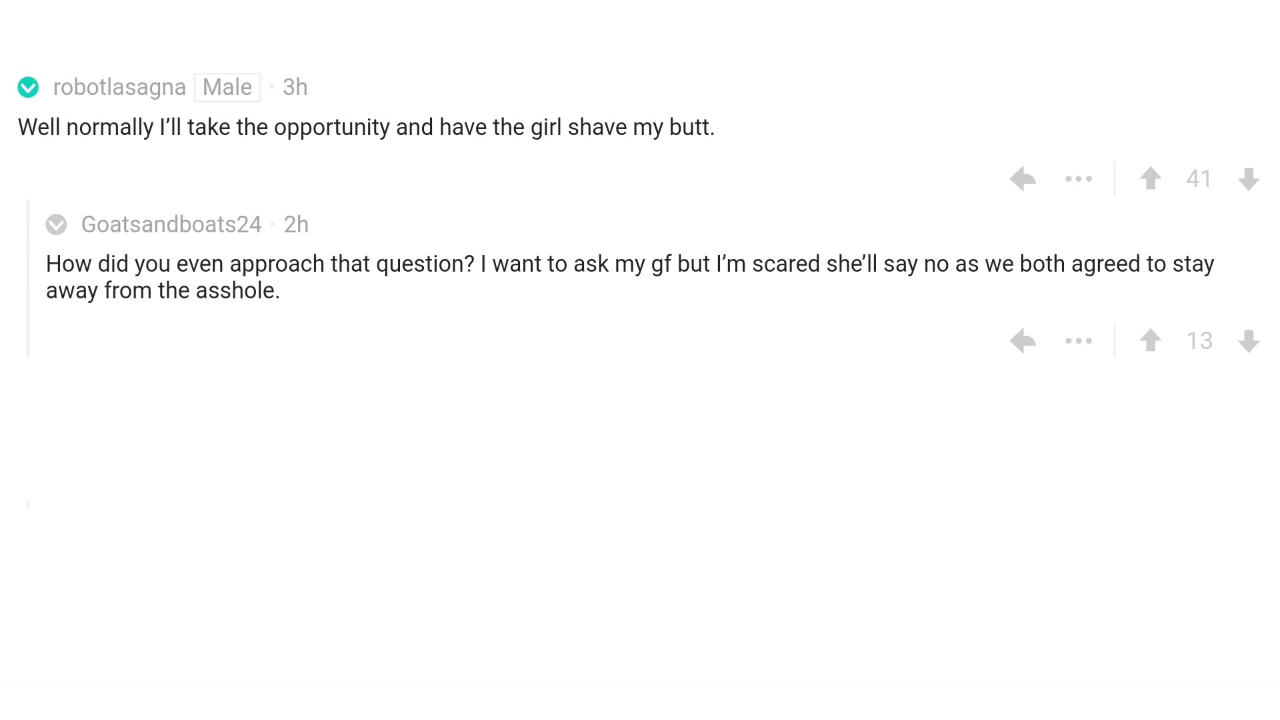 robotlasagna Male · 3h
Well normally I’ll take the opportunity and have the girl shave my butt.
41
Goatsandboats24 · 2h
How did you even approach that question? I want to ask my gf but I’m scared she’ll say no as we both agreed to stay
away from the asshole.
13